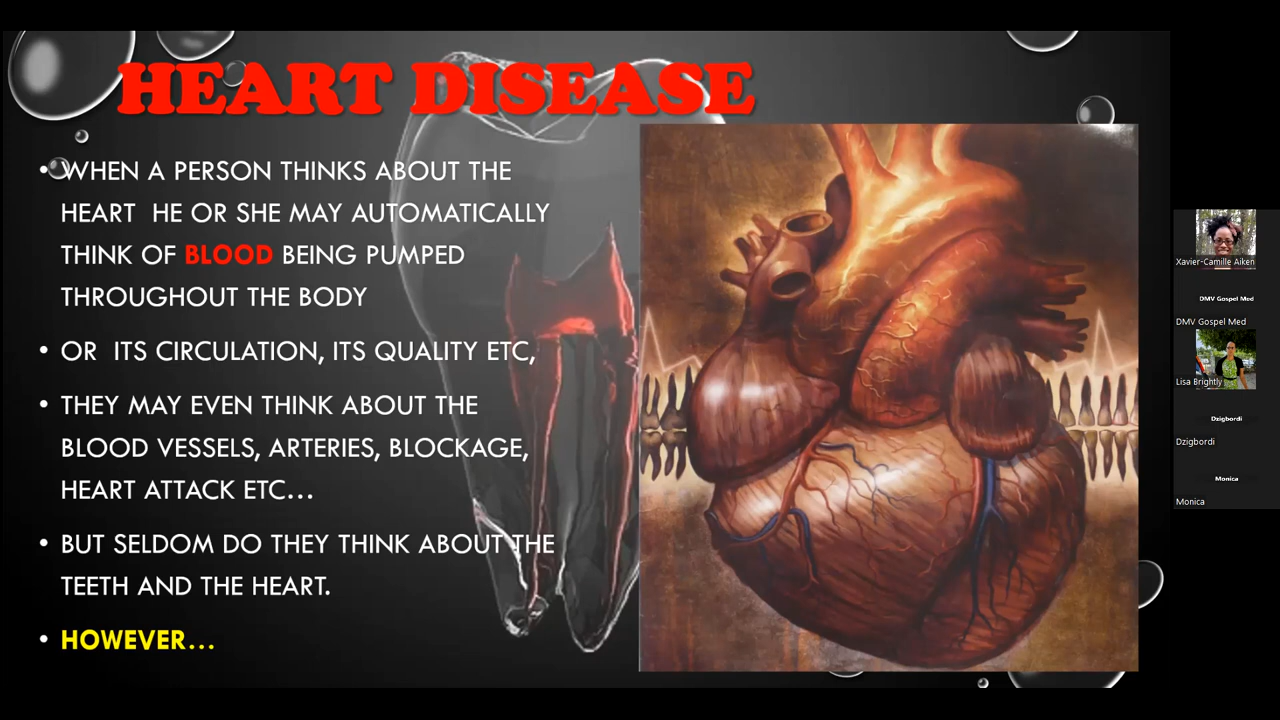 HEART DISEASE
• WHEN A PERSON THINKS ABOUT THE
HEART HE OR SHE MAY AUTOMATICALLY
THINK OF BLOOD BEING PUMPED
THROUGHOUT THE BODY
• OR ITS CIRCULATION, ITS QUALITY ETC,
• THEY MAY EVEN THINK ABOUT THE
BLOOD VESSELS, ARTERIES, BLOCKAGE,
HEART ATTACK ETC...
• BUT SELDOM DO THEY THINK ABOUT THE
TEETH AND THE HEART.
• HOWEVER...
Xavier-Camille Aiken
DMV Gospel Med
DMV Gospel Med
Lisa Brightly
Dzigbordi
Dzigbordi
Monica
Monica